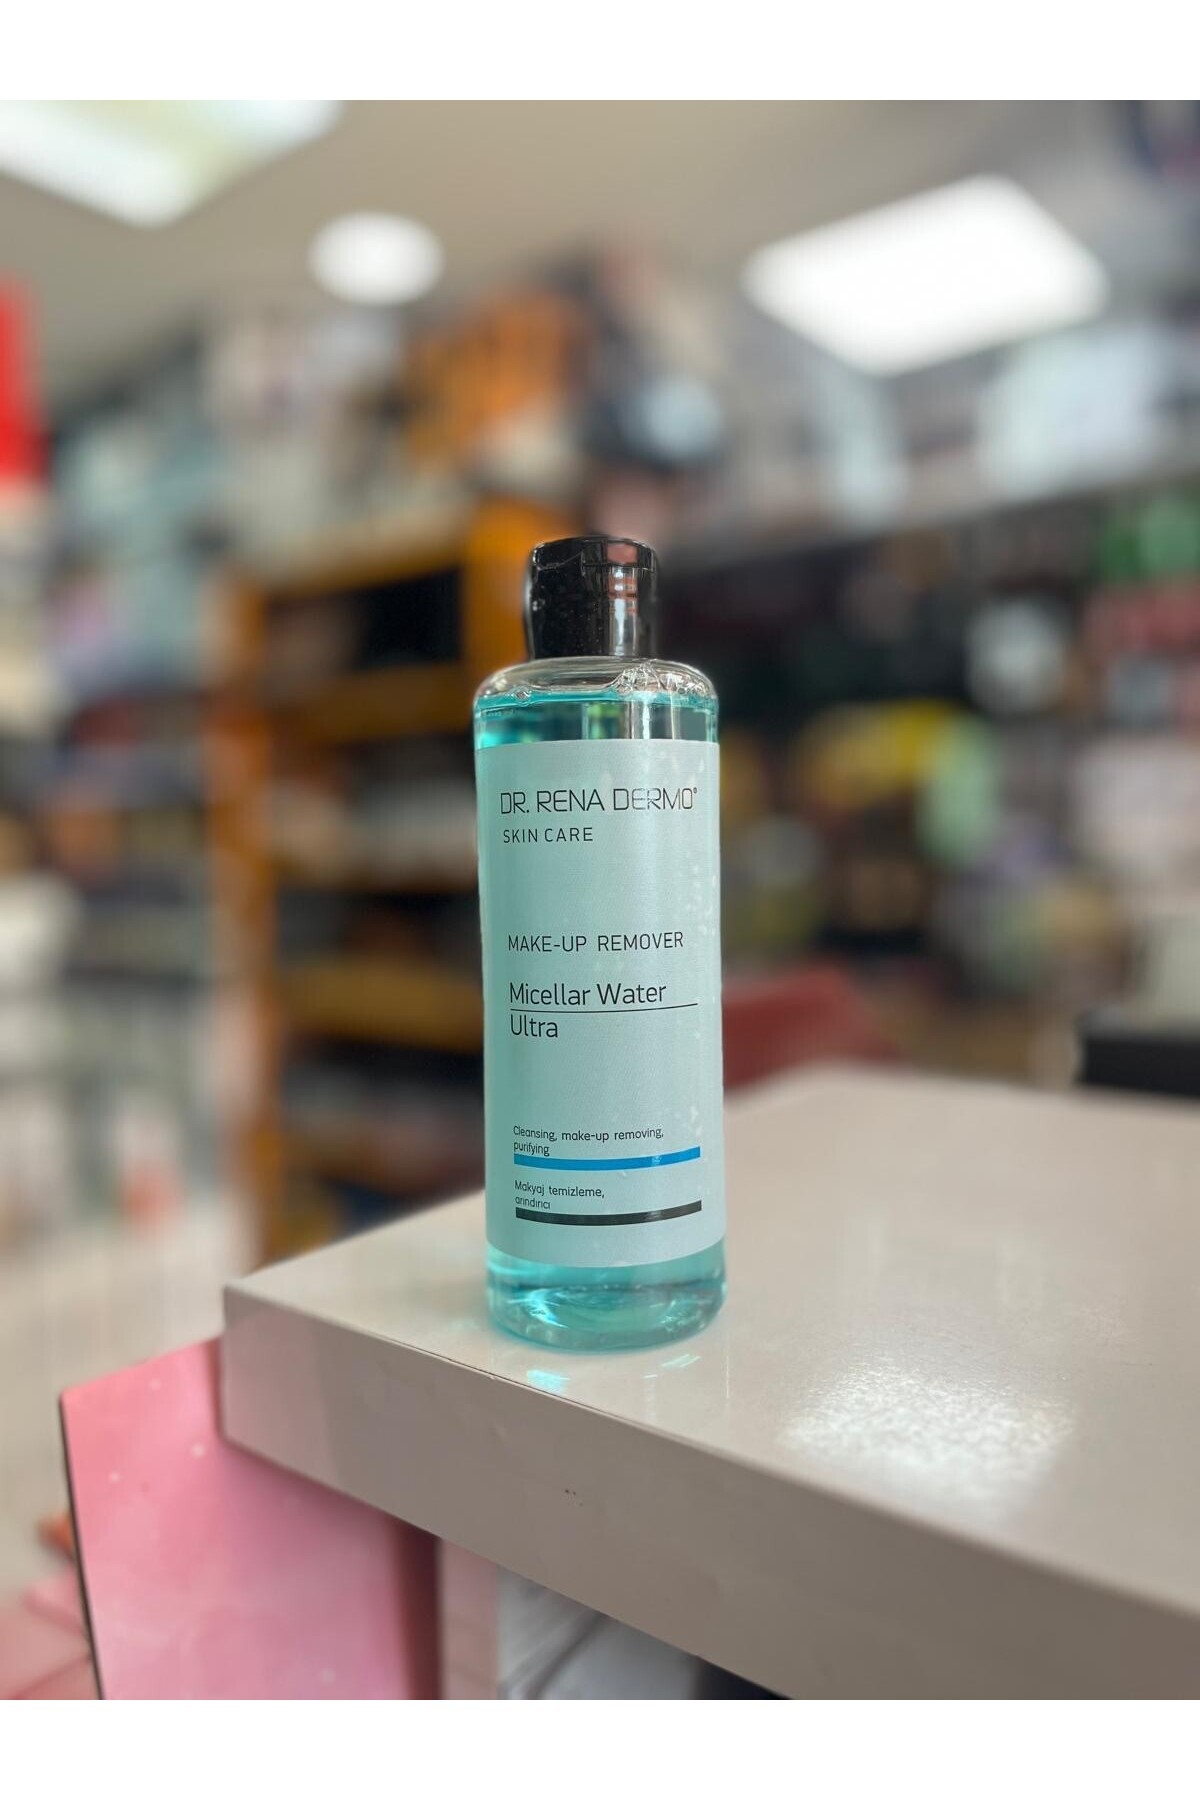 DR. RENA DERMO®
SKIN CARE
MAKE-UP REMOVER
Micellar Water
Ultra
Cleansing, make-up removing,
purifying
Makyaj temizleme,
arındırıcı